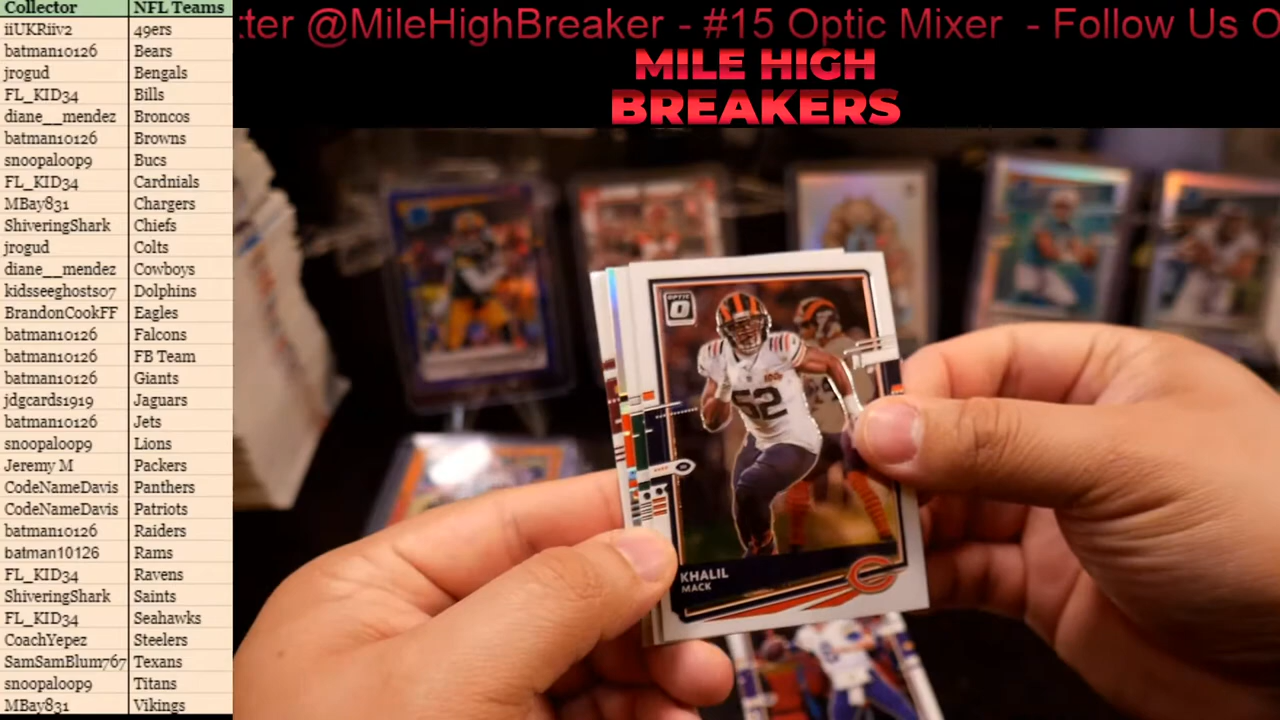 Collector NFL Teams
iiUKRiiv2 49ers
batman10126 Bears
jrogud Bengals
FL_KID34 Bills
diane__mendez Broncos
batman10126 Browns
snoopaloop9 Bucs
FL_KID34 Cardnials
MBay831 Chargers
ShiveringShark Chiefs
jrogud Colts
diane__mendez Cowboys
kidsseeghosts07 Dolphins
BrandonCookFF Eagles
batman10126 Falcons
batman10126 FB Team
batman10126 Giants
jdgcards1919 Jaguars
batman10126 Jets
snoopaloop9 Lions
Jeremy M Packers
CodeNameDavis Panthers
CodeNameDavis Patriots
batman10126 Raiders
batman10126 Rams
FL_KID34 Ravens
ShiveringShark Saints
FL_KID34 Seahawks
CoachYepez Steelers
SamSamBlum767 Texans
snoopaloop9 Titans
MBay831 Vikings
tter @MileHighBreaker - #15 Optic Mixer - Follow Us O
MILE HIGH
BREAKERS
OPTIC
52
KHALIL
MACK